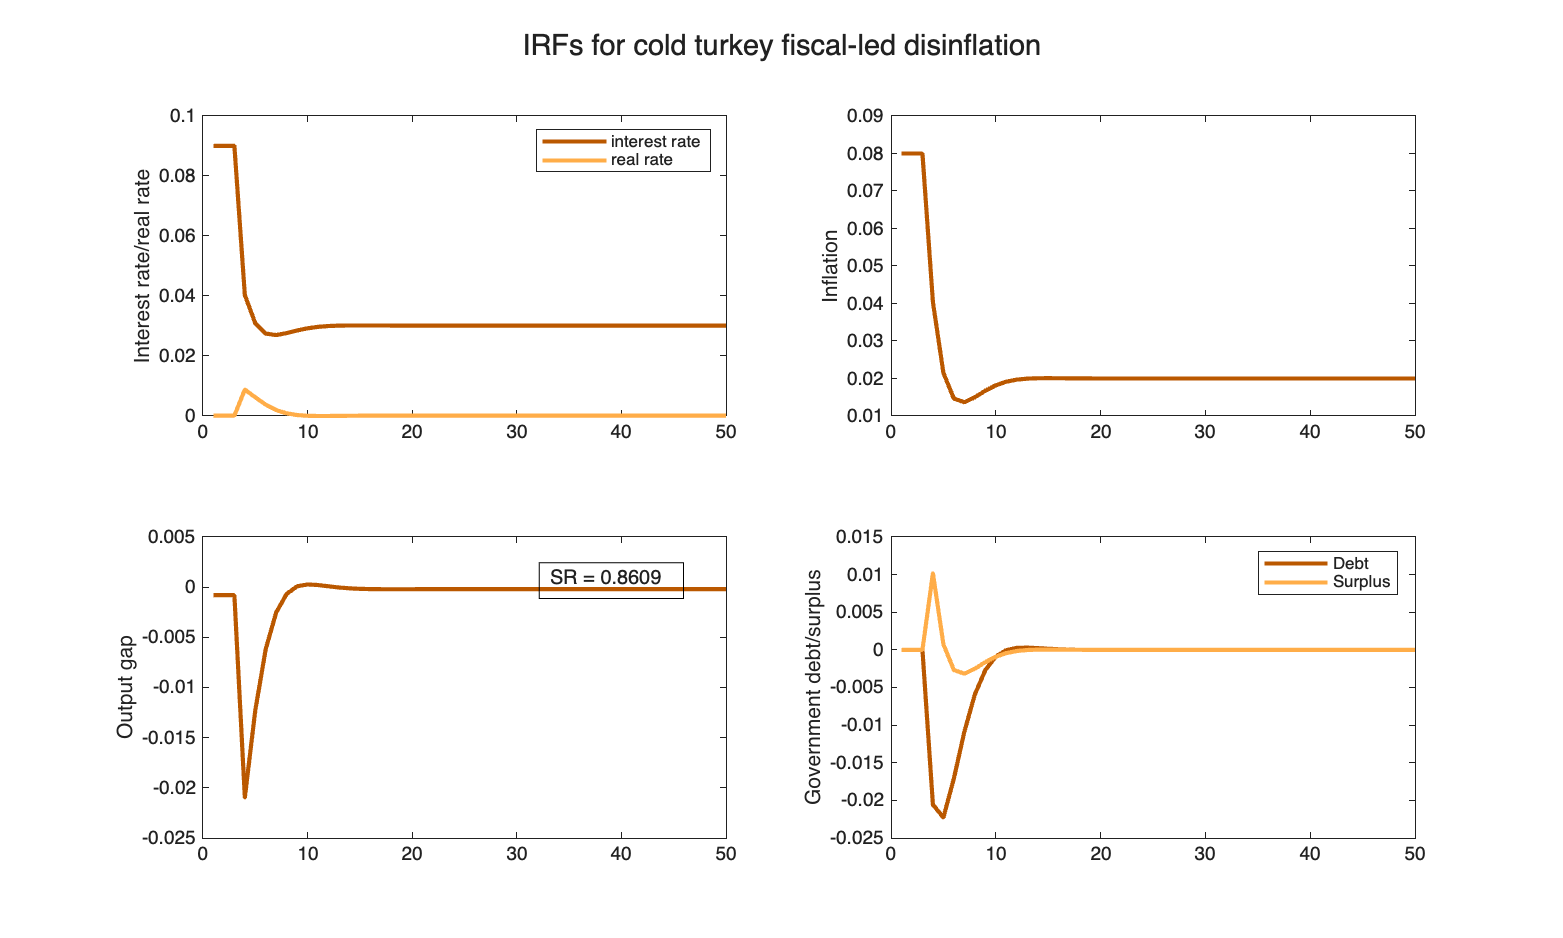 IRFs for cold turkey fiscal-led disinflation
Interest rate/real rate
0.1
0.08
0.06
0.04
0.02
0
0 10 20 30 40 50
interest rate
real rate
Inflation
0.09
0.08
0.07
0.06
0.05
0.04
0.03
0.02
0.01
0 10 20 30 40 50
Output gap
0.005
0
-0.005
-0.01
-0.015
-0.02
-0.025
0 10 20 30 40 50
SR = 0.8609
Government debt/surplus
0.015
0.01
0.005
0
-0.005
-0.01
-0.015
-0.02
-0.025
0 10 20 30 40 50
Debt
Surplus